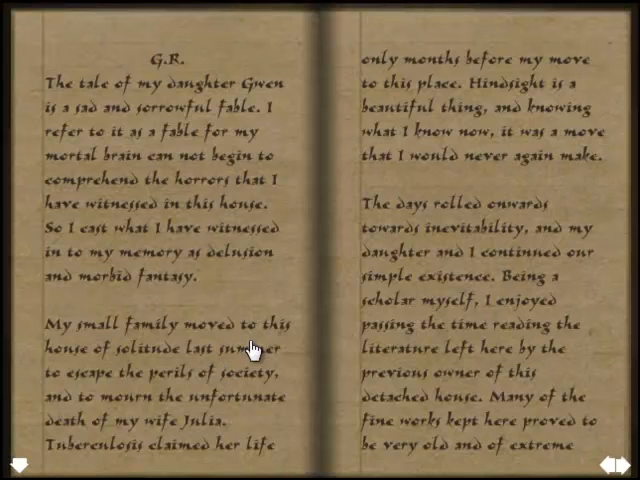 G.R.
The tale of my daughter Gwen
is a sad and sorrowful fable. I
refer to it as a fable for my
mortal brain can not begin to
comprehend the horrors that I
have witnessed in this house.
So I cast what I have witnessed
in to my memory as delusion
and morbid fantasy.
My small family moved to this
house of solitude last summer
to escape the perils of society,
and to mourn the unfortunate
death of my wife Julia.
Tuberculosis claimed her life
only months before my move
to this place. Hindsight is a
beautiful thing, and knowing
what I know now, it was a move
that I would never again make.
The days rolled onwards
towards inevitability, and my
daughter and I continued our
simple existence. Being a
scholar myself, I enjoyed
passing the time reading the
literature left here by the
previous owner of this
detached house. Many of the
fine works kept here proved to
be very old and of extreme